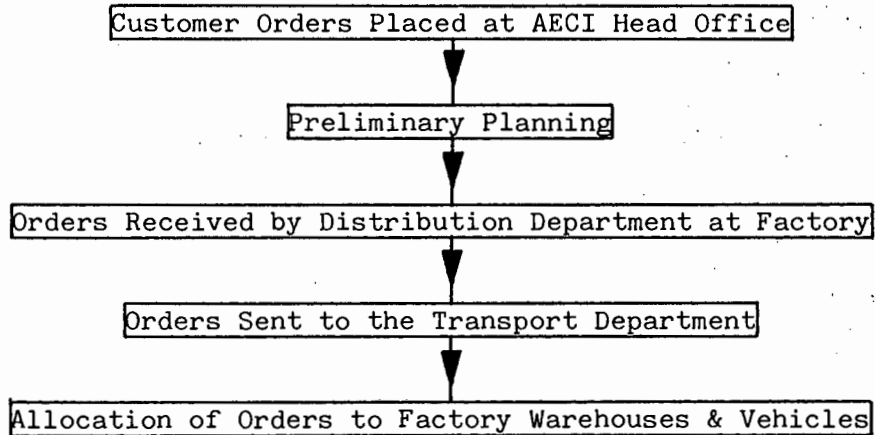 Customer Orders Placed at AECI Head Office
Preliminary Planning
Orders Received by Distribution Department at Factory
Orders Sent to the Transport Department
Allocation of Orders to Factory Warehouses & Vehicles